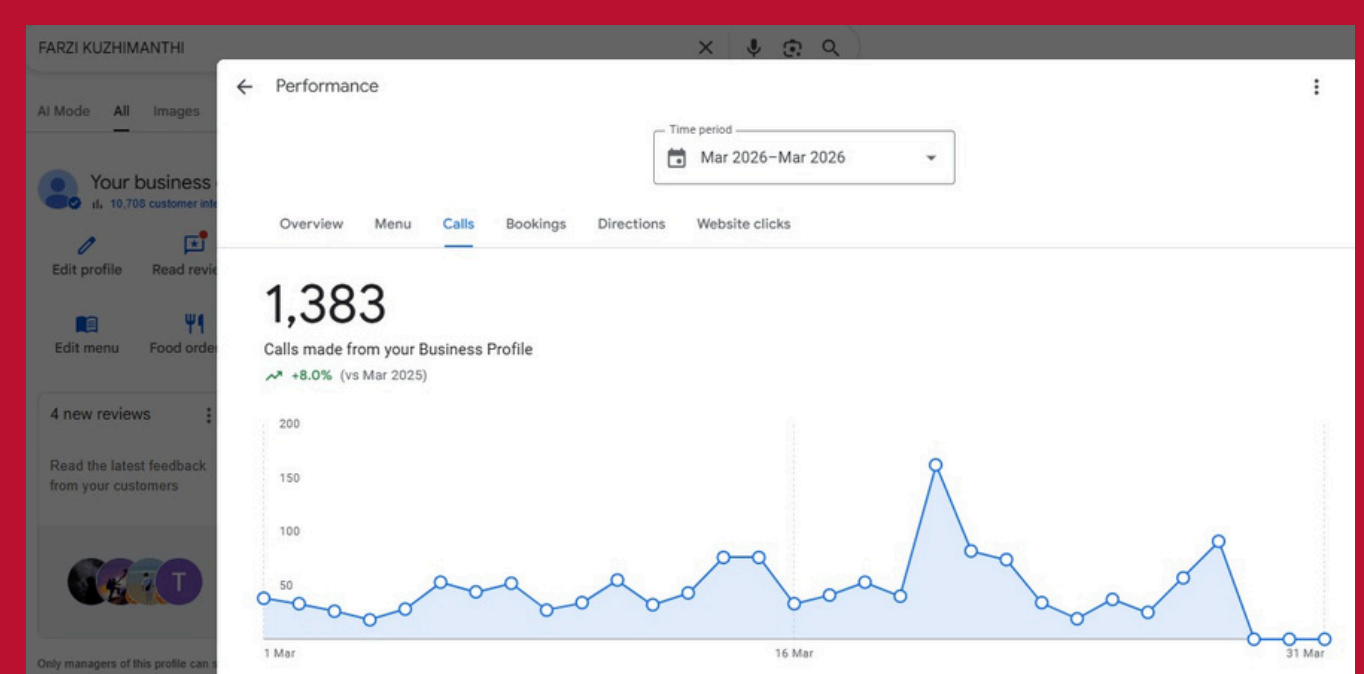 FARZI KUZHIMANTHI
AI Mode All Images
Performance
Time period
Mar 2026–Mar 2026
Your business
10,708 customer inte
Overview Menu Calls Bookings Directions Website clicks
Edit profile Read revie
Edit menu Food order
1,383
Calls made from your Business Profile
+8.0% (vs Mar 2025)
4 new reviews
Read the latest feedback
from your customers
T
200
150
100
50
1 Mar 16 Mar 31 Mar
Only managers of this profile can s